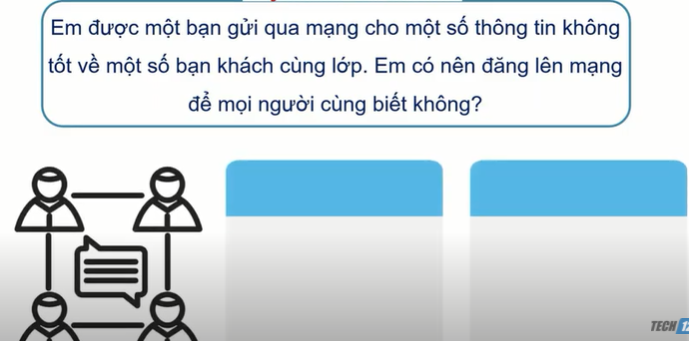 Em được một bạn gửi qua mạng cho một số thông tin không
tốt về một số bạn khách cùng lớp. Em có nên đăng lên mạng
để mọi người cùng biết không?
TECH